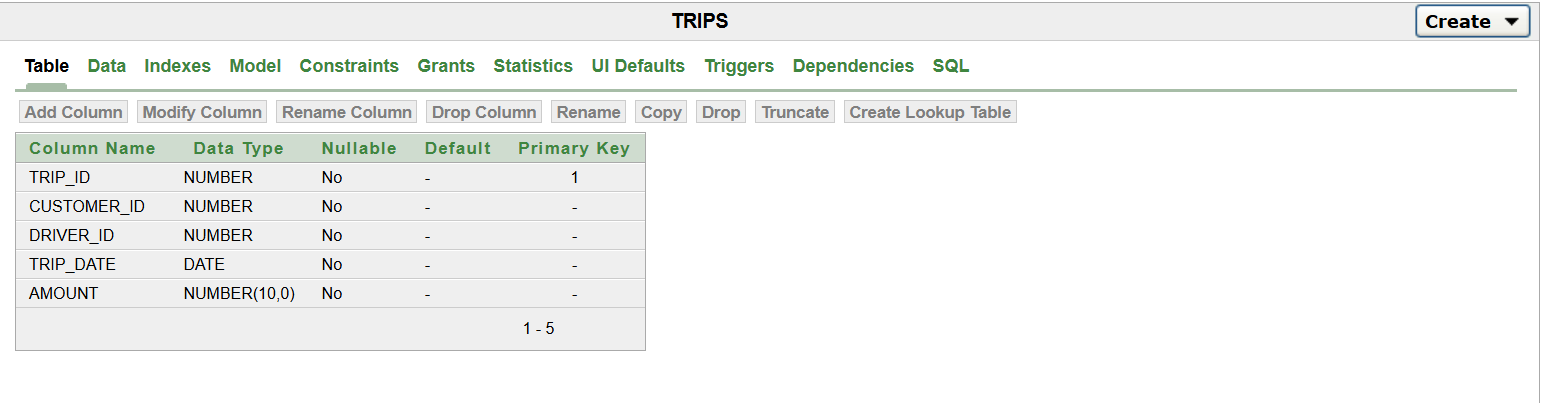 TRIPS
Create
Table Data Indexes Model Constraints Grants Statistics UI Defaults Triggers Dependencies SQL
Add Column Modify Column Rename Column Drop Column Rename Copy Drop Truncate Create Lookup Table
Column Name Data Type Nullable Default Primary Key
TRIP_ID NUMBER No - 1
CUSTOMER_ID NUMBER No - -
DRIVER_ID NUMBER No - -
TRIP_DATE DATE No - -
AMOUNT NUMBER(10,0) No - -
1 - 5